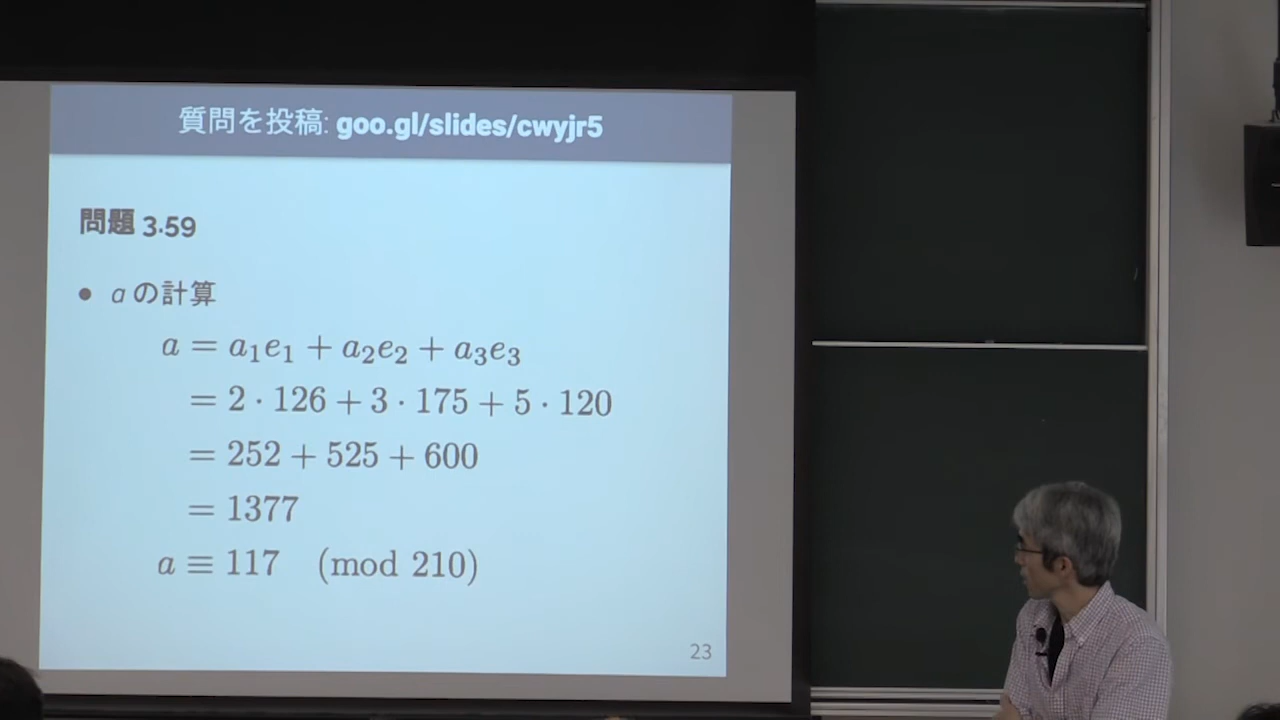 質問を投稿: goo.gl/slides/cwyjr5
問題 3.59
● a の計算
a = a₁e₁ + a₂e₂ + a₃e₃
= 2 · 126 + 3 · 175 + 5 · 120
= 252 + 525 + 600
= 1377
a ≡ 117 (mod 210)
23